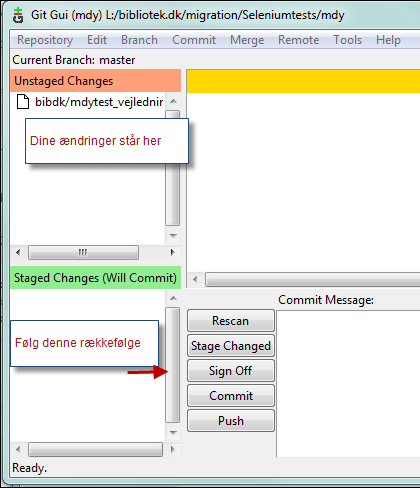 Git Gui (mdy) L:/bibliotek.dk/migration/Seleniumtests/mdy
Repository Edit Branch Commit Merge Remote Tools Help
Current Branch: master
Unstaged Changes
bibdk/mdytest_vejlednin
Dine ændringer står her
Staged Changes (Will Commit)
Commit Message:
Rescan
Stage Changed
Følg denne rækkefølge
Sign Off
Commit
Push
Ready.